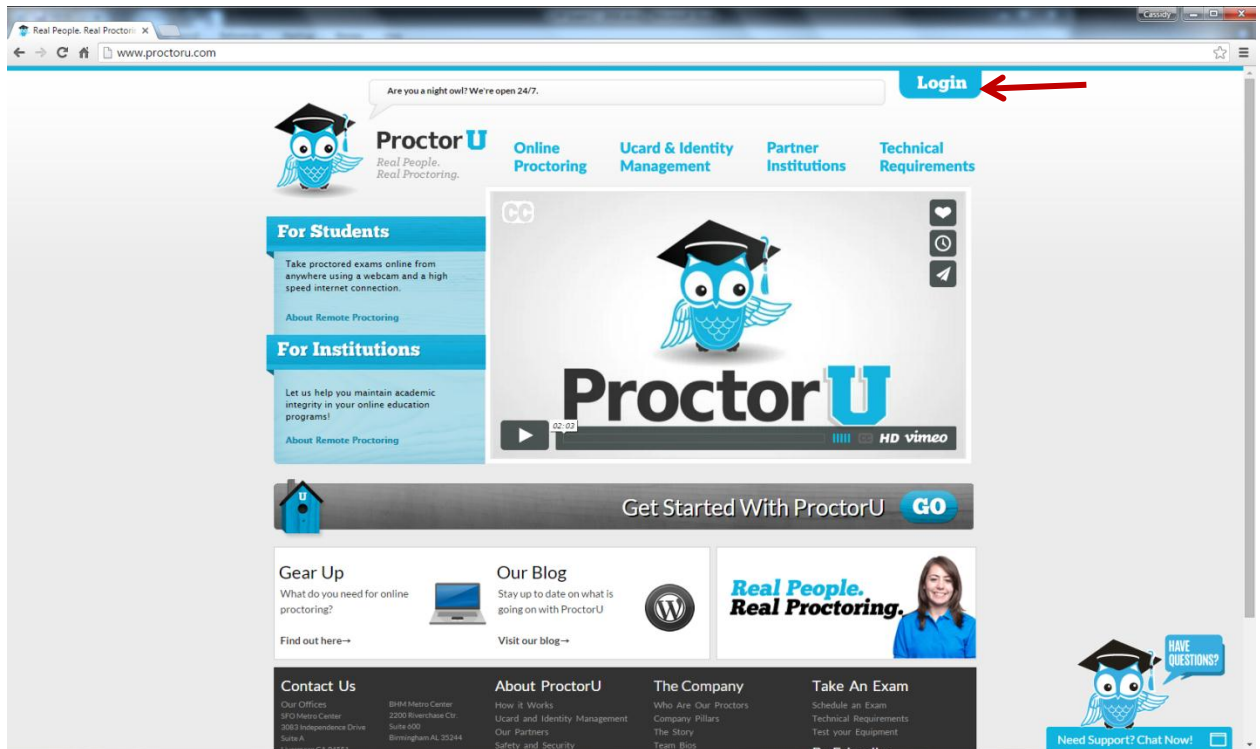 Cassidy
Real People. Real Proctori
www.proctoru.com
Login
Are you a night owl? We're open 24/7.
ProctorU
Real People.
Real Proctoring.
Online
Proctoring
Ucard & Identity
Management
Partner
Institutions
Technical
Requirements
For Students
Take proctored exams online from
anywhere using a webcam and a high
speed internet connection.
About Remote Proctoring
For Institutions
Let us help you maintain academic
integrity in your online education
programs!
About Remote Proctoring
CC
ProctorU
02:03
CC
HD vimeo
U
Get Started With ProctorU
GO
Gear Up
What do you need for online
proctoring?
Find out here→
Our Blog
Stay up to date on what is
going on with ProctorU
Visit our blog→
W
Real People.
Real Proctoring.
HAVE
QUESTIONS?
Need Support? Chat Now!
Contact Us
Our Offices
SFO Metro Center
3083 Independence Drive
Suite A
BHM Metro Center
2200 Riverchase Ctr.
Suite 600
Birmingham AL 35244
About ProctorU
How it Works
Ucard and Identity Management
Our Partners
Safety and Security
The Company
Who Are Our Proctors
Company Pillars
The Story
Team Bios
Take An Exam
Schedule an Exam
Technical Requirements
Test your Equipment